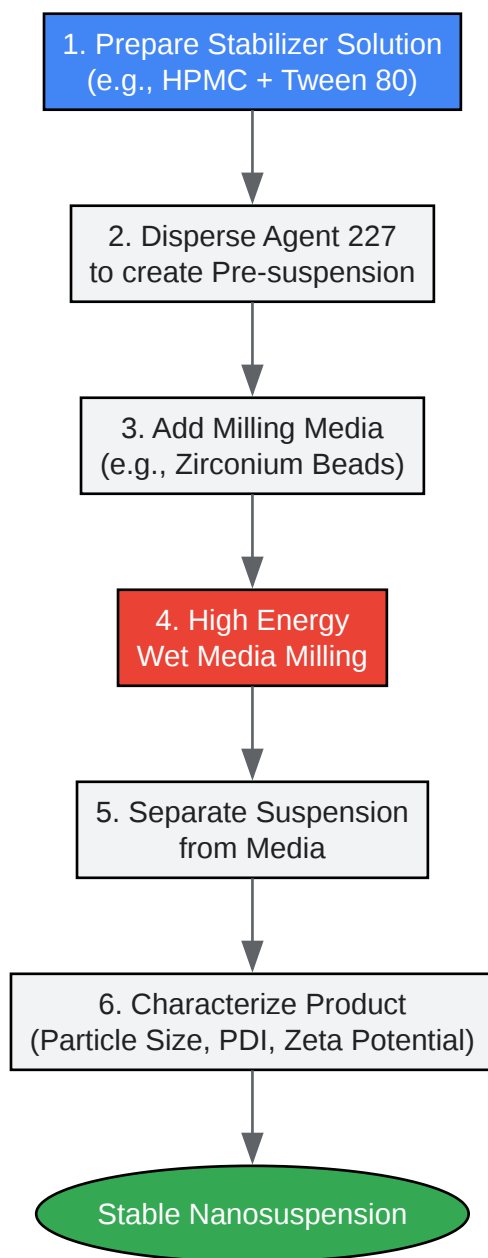 1. Prepare Stabilizer Solution
(e.g., HPMC + Tween 80)
2. Disperse Agent 227
to create Pre-suspension
3. Add Milling Media
(e.g., Zirconium Beads)
4. High Energy
Wet Media Milling
5. Separate Suspension
from Media
6. Characterize Product
(Particle Size, PDI, Zeta Potential)
Stable Nanosuspension